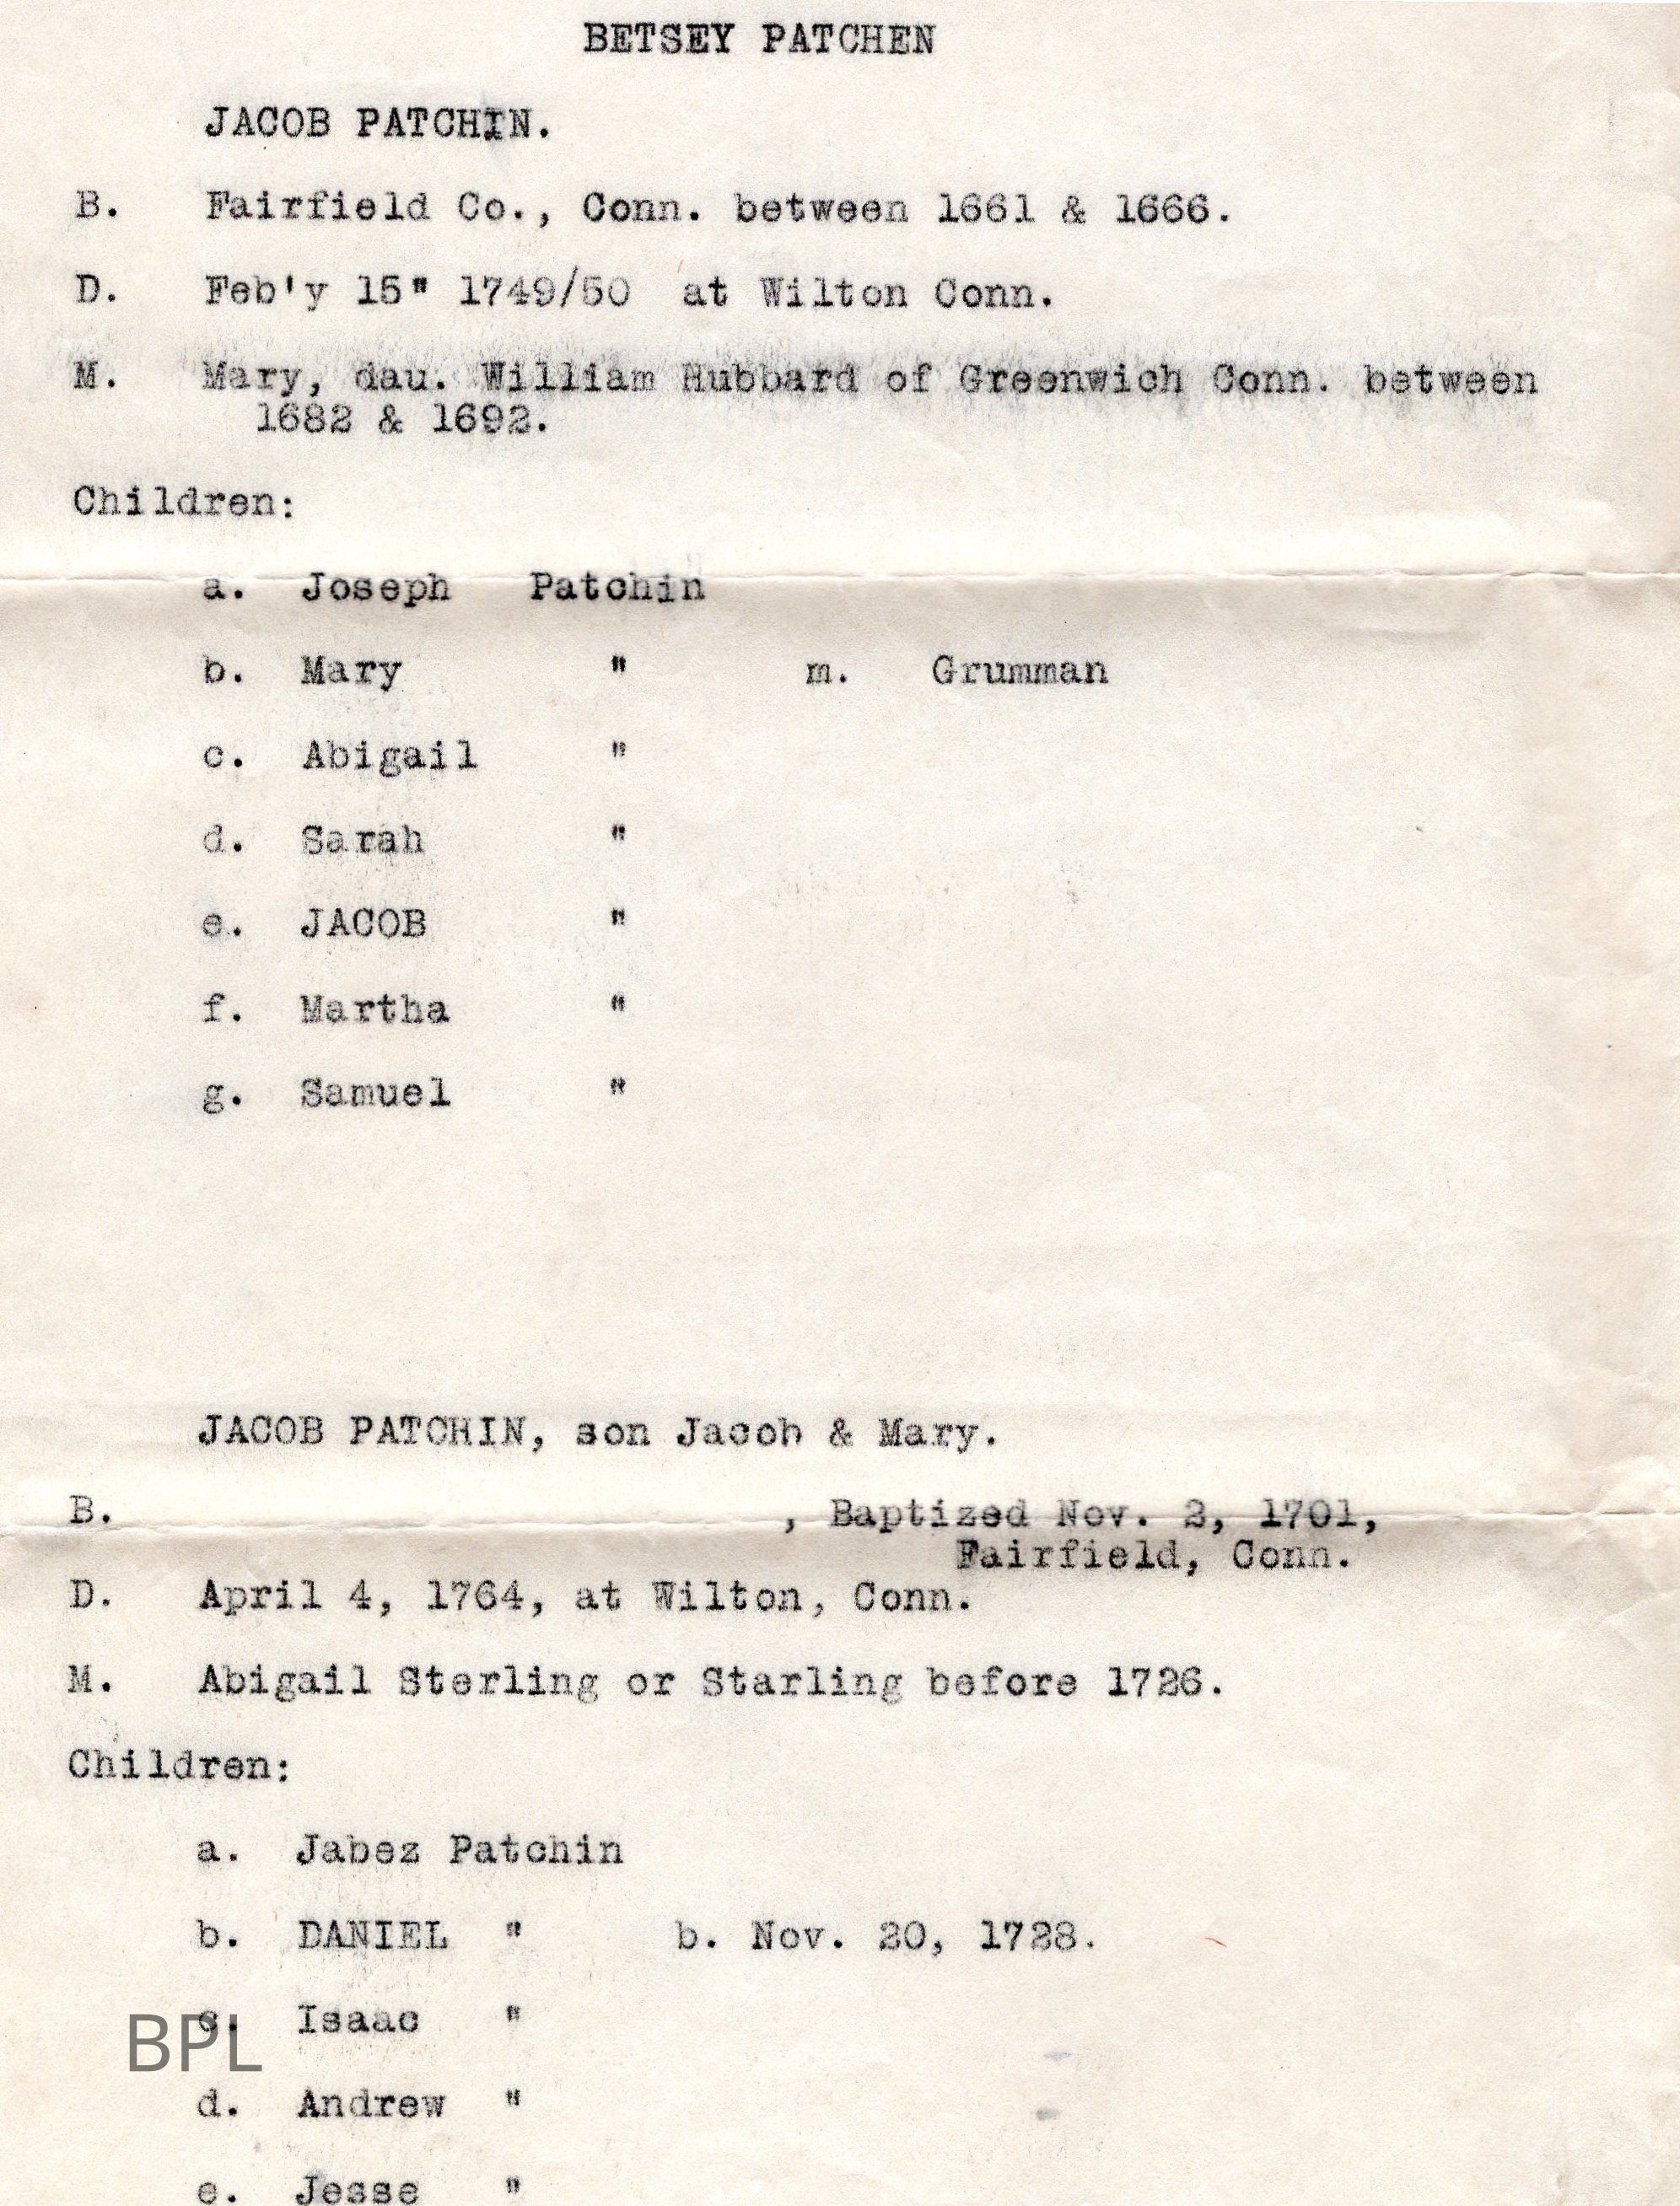 BETSEY PATCHEN
JACOB PATCHIN.
B. Fairfield Co., Conn. between 1661 & 1666.
D. Feb'y 15" 1749/50 at Wilton Conn.
M. Mary, dau. William Hubbard of Greenwich Conn. between
1682 & 1692.
Children:
a. Joseph Patchin
b. Mary " m. Grumman
c. Abigail "
d. Sarah "
e. JACOB "
f. Martha "
g. Samuel "
JACOB PATCHIN, son Jacob & Mary.
B. , Baptized Nov. 2, 1701,
Fairfield, Conn.
D. April 4, 1764, at Wilton, Conn.
M. Abigail Sterling or Starling before 1726.
Children:
a. Jabez Patchin
b. DANIEL " b. Nov. 20, 1728.
c. Isaac "
BPL
d. Andrew "
e. Jesse "